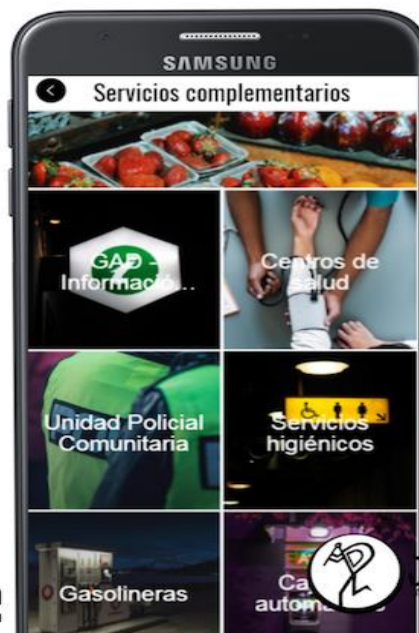 SAMSUNG
Servicios complementarios
GAD -
Informació...
Centros de
salud
Unidad Policial
Comunitaria
Servicios
higiénicos
Gasolineras